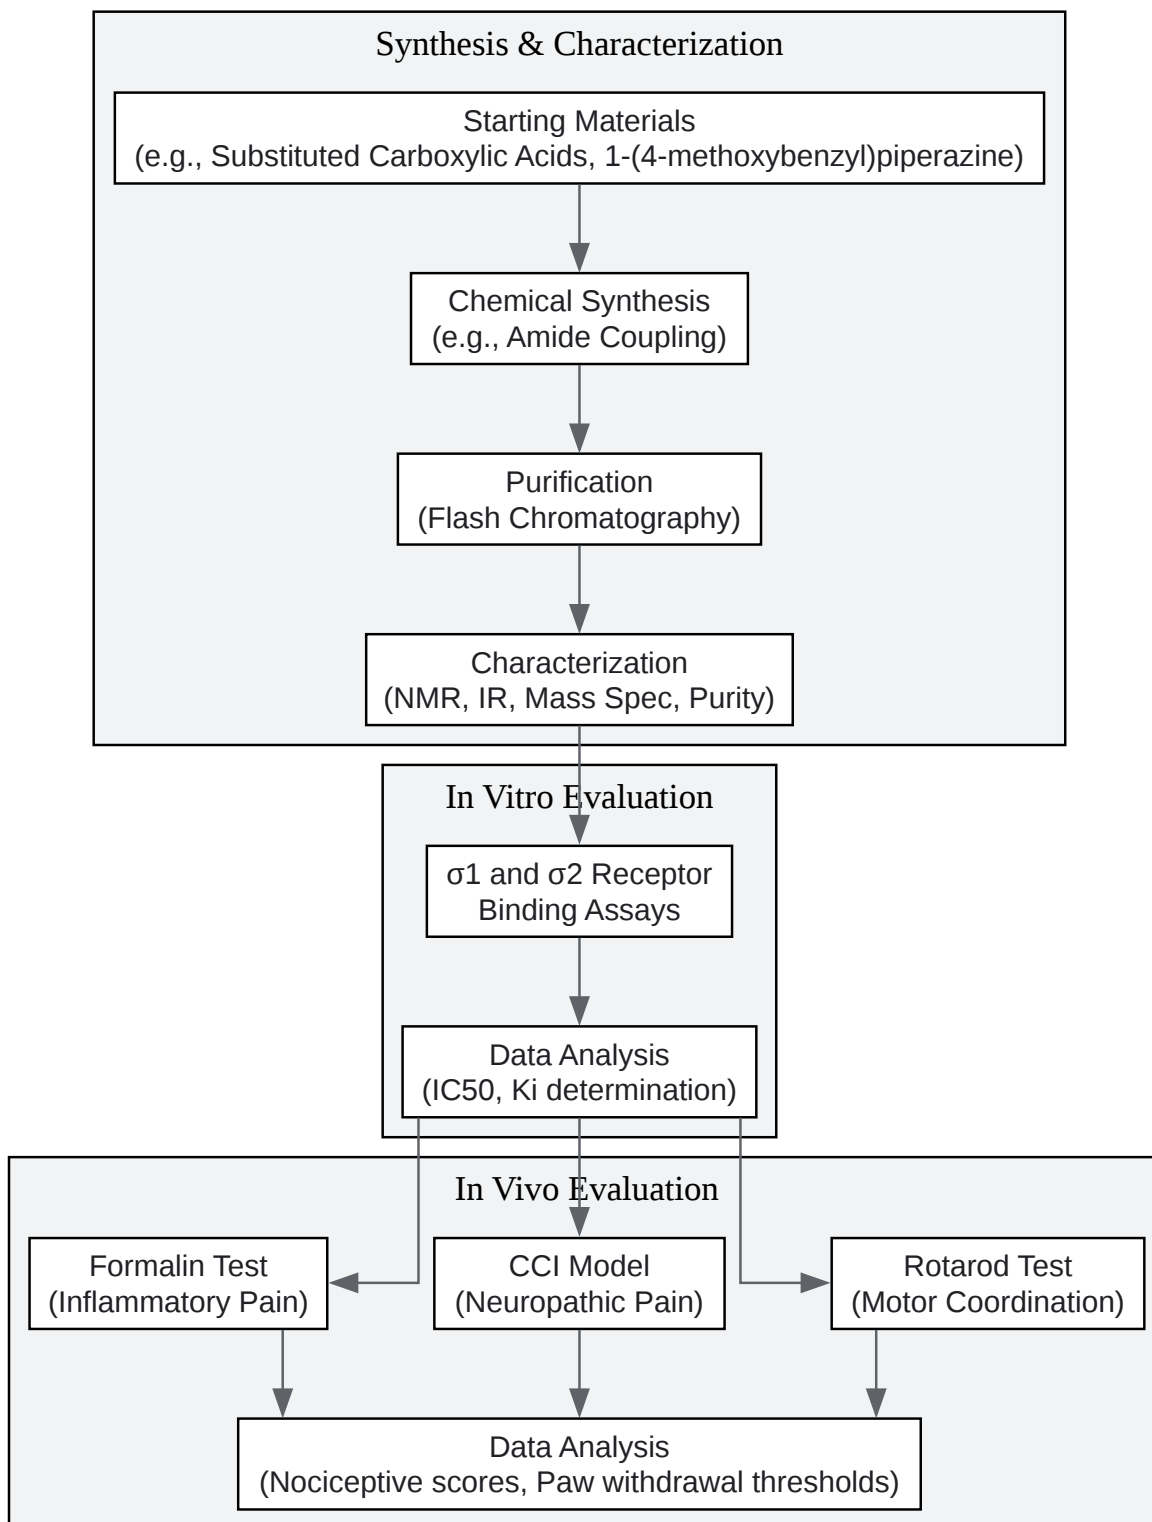 Synthesis & Characterization
Starting Materials
(e.g., Substituted Carboxylic Acids, 1-(4-methoxybenzyl)piperazine)
Chemical Synthesis
(e.g., Amide Coupling)
Purification
(Flash Chromatography)
Characterization
(NMR, IR, Mass Spec, Purity)
In Vitro Evaluation
σ1 and σ2 Receptor
Binding Assays
Data Analysis
(IC50, Ki determination)
In Vivo Evaluation
Formalin Test
(Inflammatory Pain)
CCI Model
(Neuropathic Pain)
Rotarod Test
(Motor Coordination)
Data Analysis
(Nociceptive scores, Paw withdrawal thresholds)